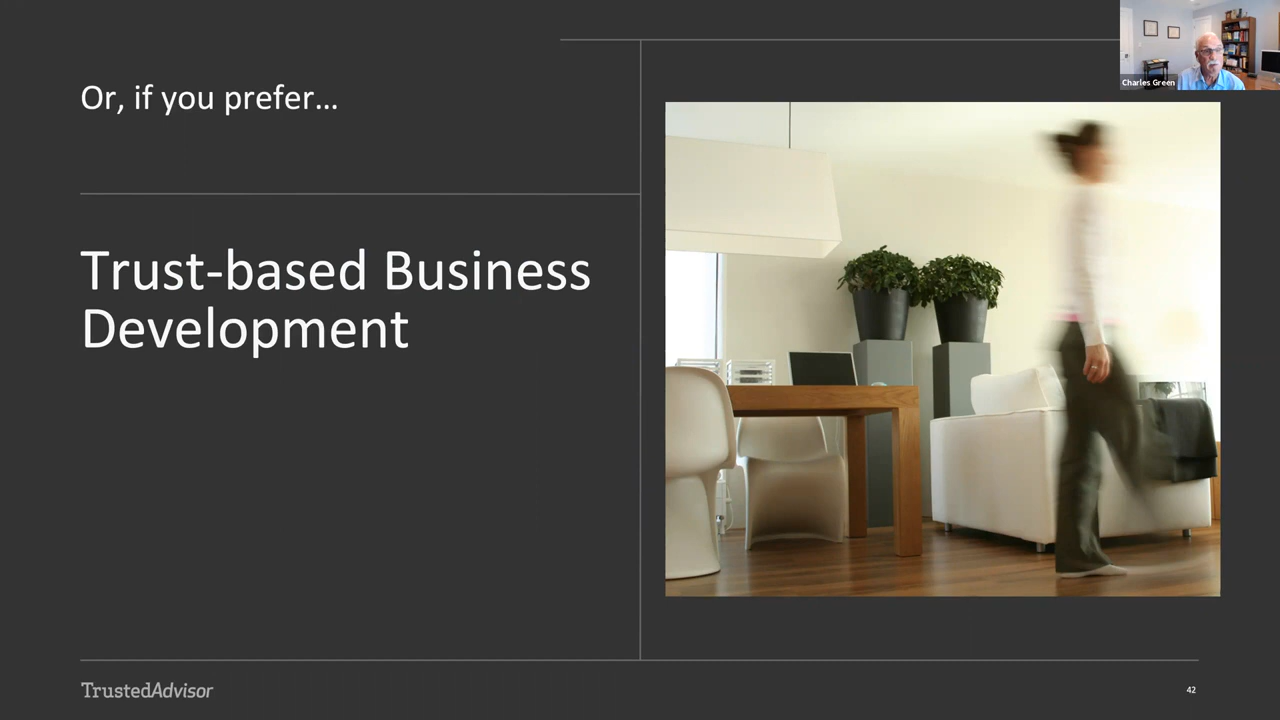 Charles Green
Or, if you prefer...
Trust-based Business
Development
TrustedAdvisor
42